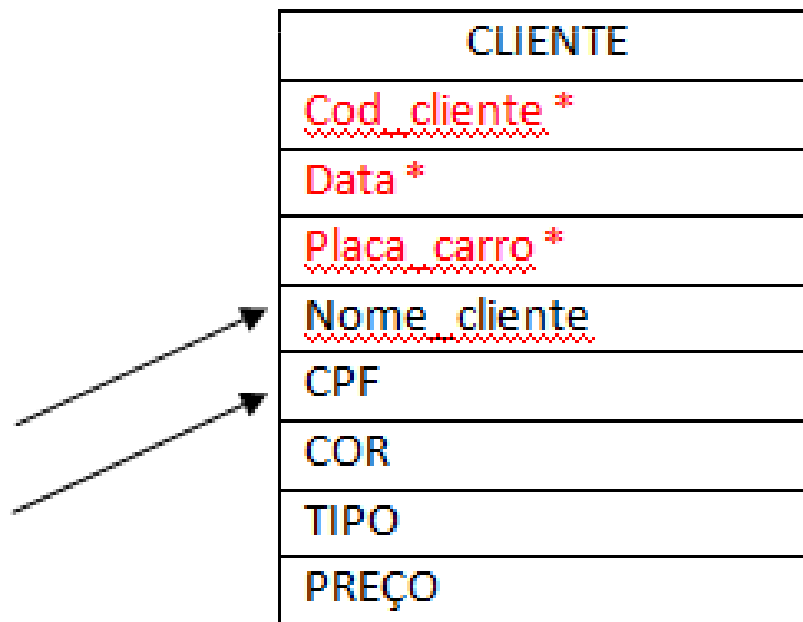 CLIENTE
Cod_cliente *
Data *
Placa_carro *
Nome_cliente
CPF
COR
TIPO
PREÇO